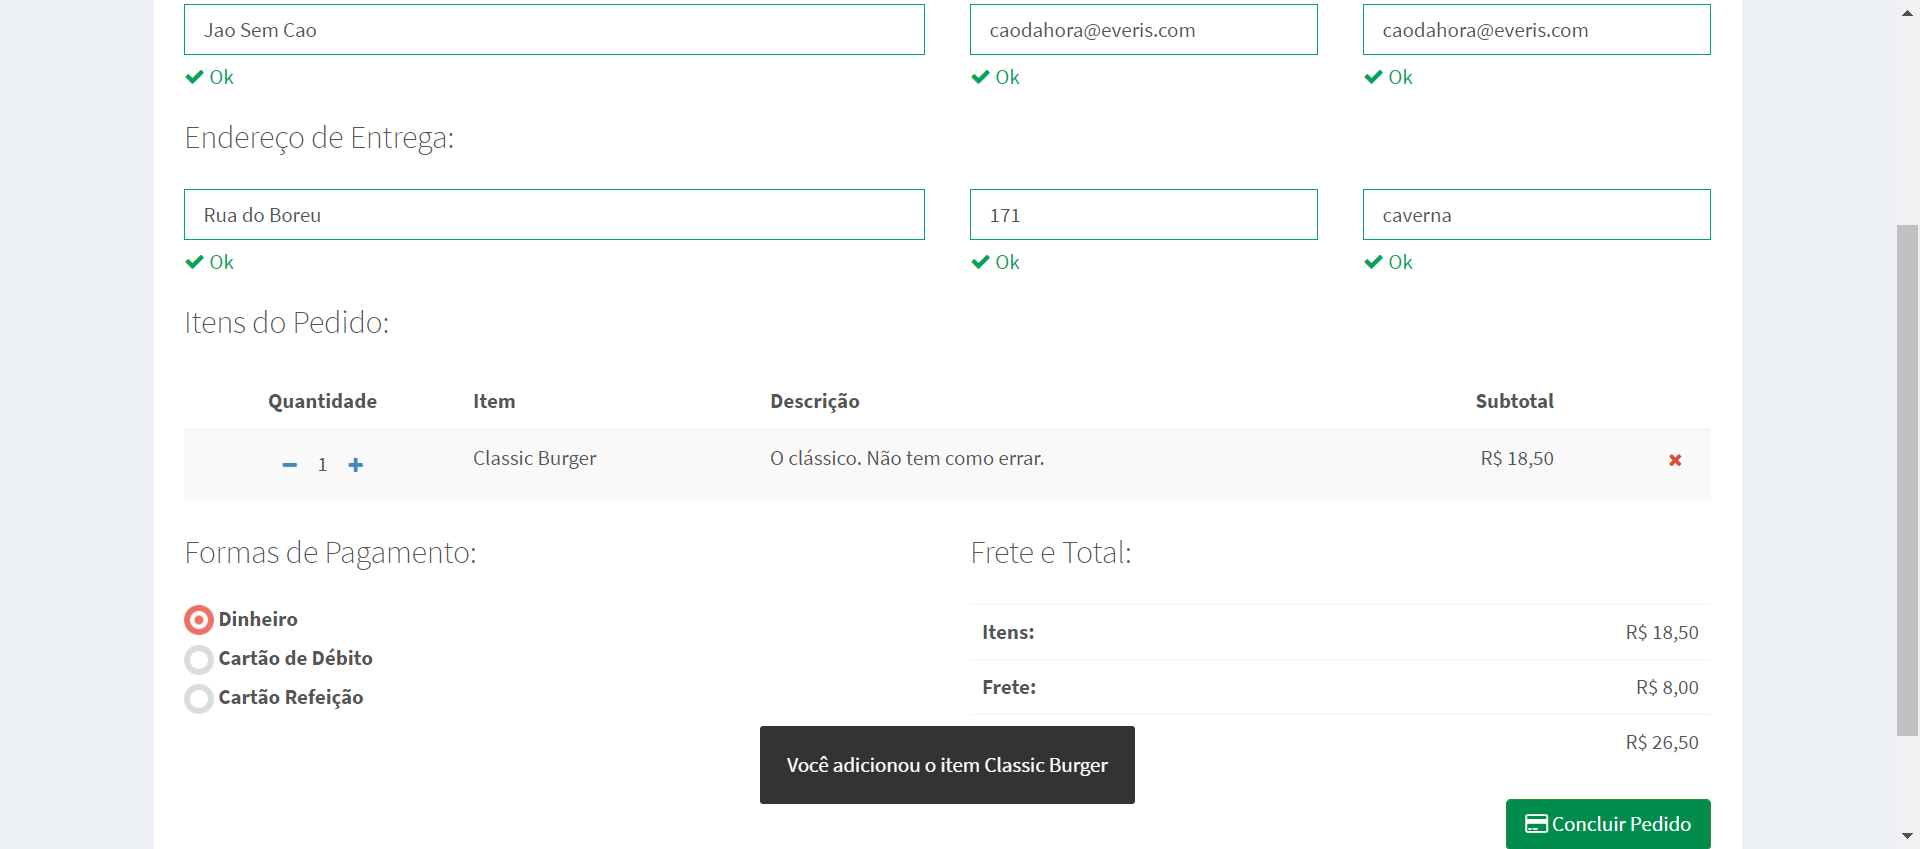 Jao Sem Cao
caodahora@everis.com
caodahora@everis.com
Ok
Ok
Ok
Endereço de Entrega:
Rua do Boreu
171
caverna
Ok
Ok
Ok
Itens do Pedido:
Quantidade Item Descrição Subtotal
1 Classic Burger O clássico. Não tem como errar. R$ 18,50
Formas de Pagamento:
Dinheiro
Cartão de Débito
Cartão Refeição
Frete e Total:
Itens: R$ 18,50
Frete: R$ 8,00
R$ 26,50
Você adicionou o item Classic Burger
Concluir Pedido